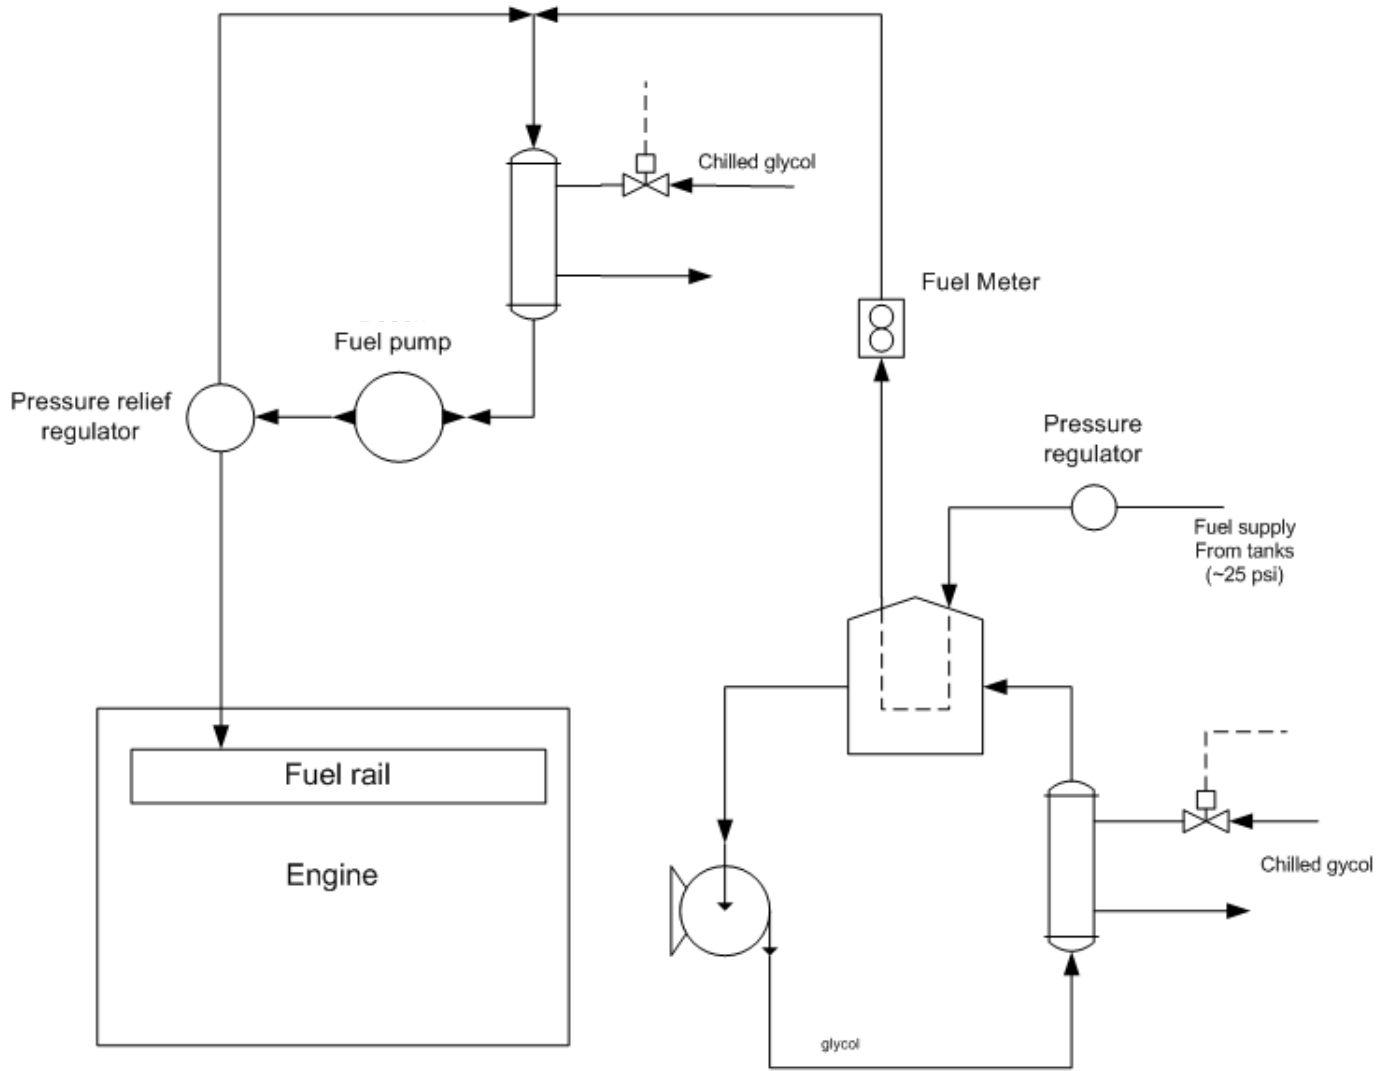 Chilled glycol
Fuel Meter
Fuel pump
Pressure relief
regulator
Pressure
regulator
Fuel supply
From tanks
(~25 psi)
Fuel rail
Engine
Chilled gycol
glycol